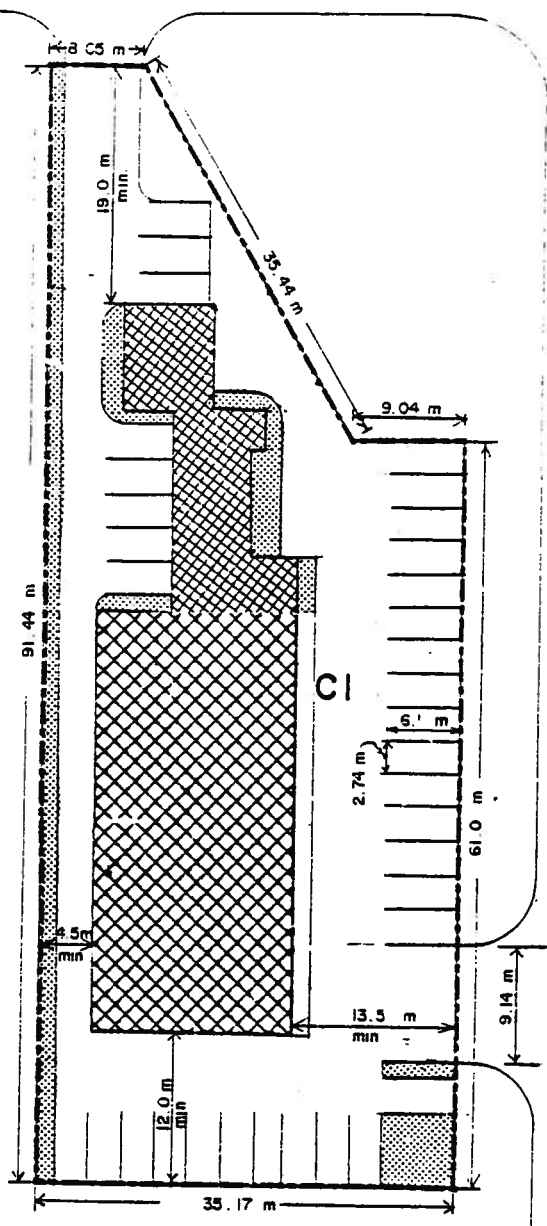 8.05 m
19.0 m
min.
35.44 m
9.04 m
91.44 m
C1
6.1 m
2.74 m
61.0 m
4.5m
min
13.5 m
min
9.14 m
12.0 m
min
35.17 m